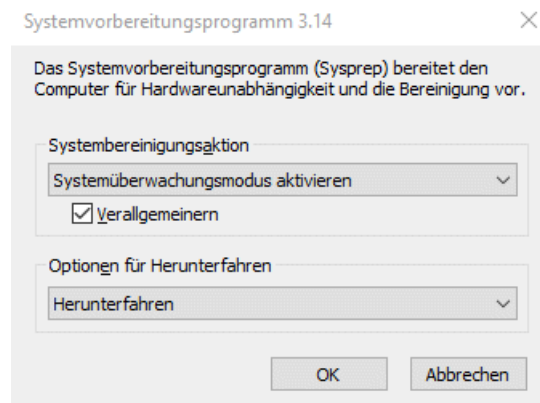 Systemvorbereitungsprogramm 3.14
Das Systemvorbereitungsprogramm (Sysprep) bereitet den
Computer für Hardwareunabhängigkeit und die Bereinigung vor.
Systembereinigungsaktion
Systemüberwachungsmodus aktivieren
Verallgemeinern
Optionen für Herunterfahren
Herunterfahren
OK Abbrechen